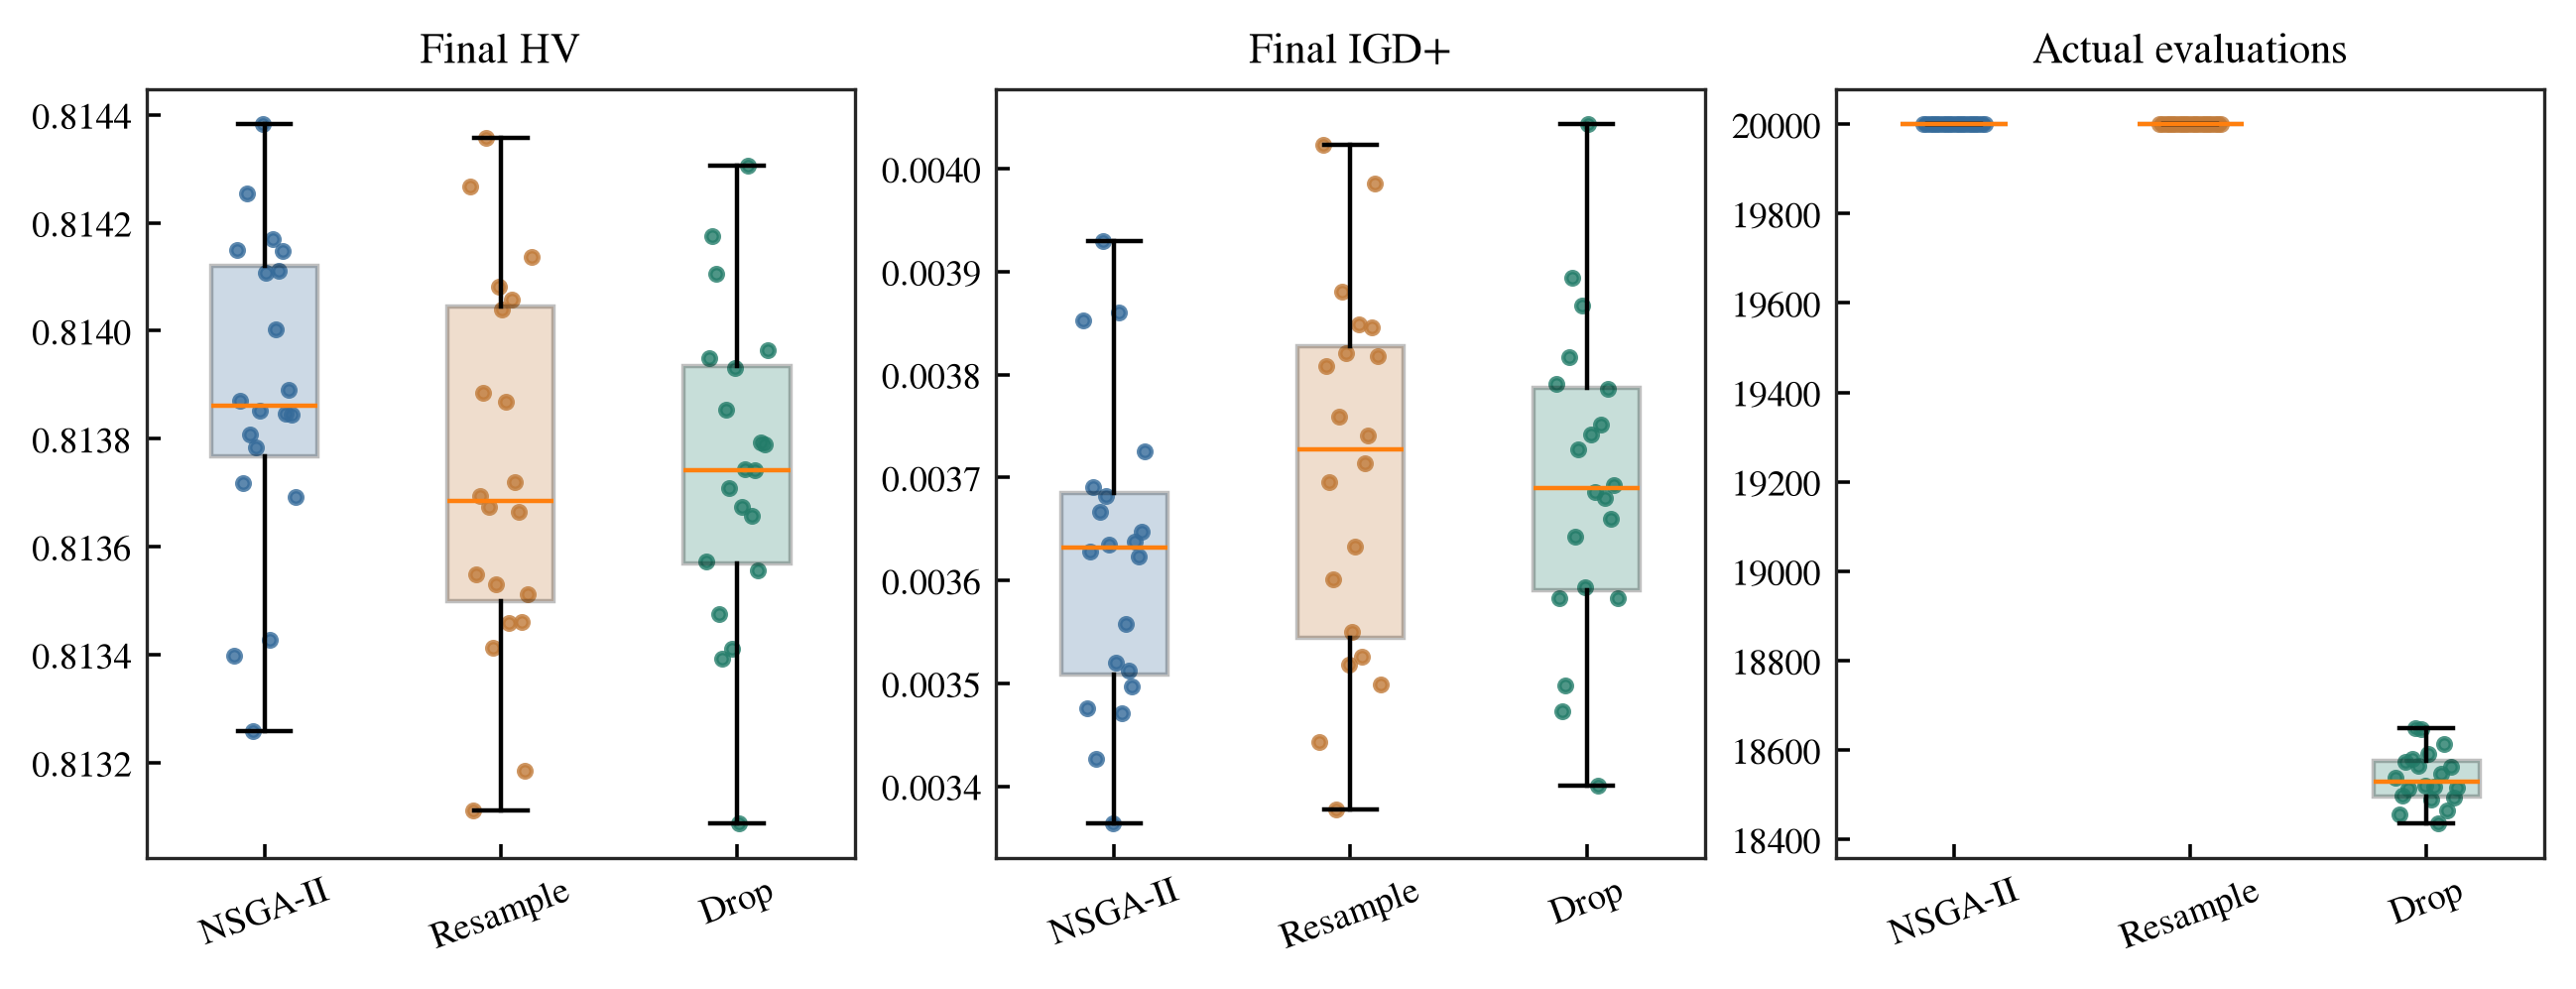 Final HV
0.8144
0.8142
0.8140
0.8138
0.8136
0.8134
0.8132
NSGA-II
Resample
Drop
Final IGD+
0.0040
0.0039
0.0038
0.0037
0.0036
0.0035
0.0034
NSGA-II
Resample
Drop
Actual evaluations
20000
19800
19600
19400
19200
19000
18800
18600
18400
NSGA-II
Resample
Drop